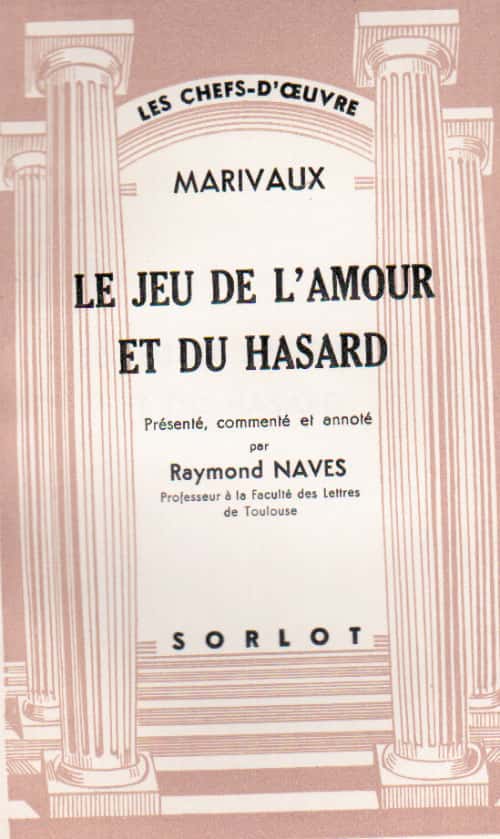 LES CHEFS-D'ŒUVRE
MARIVAUX
LE JEU DE L'AMOUR
ET DU HASARD
Présenté, commenté et annoté
par
Raymond NAVES
Professeur à la Faculté des Lettres
de Toulouse
SORLOT